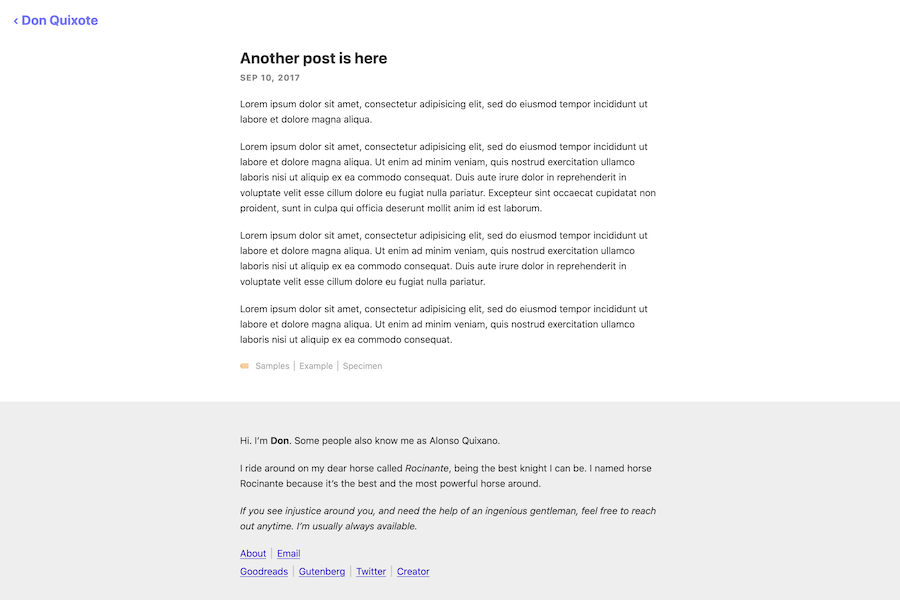 ‹ Don Quixote
Another post is here
SEP 10, 2017
Lorem ipsum dolor sit amet, consectetur adipisicing elit, sed do eiusmod tempor incididunt ut
labore et dolore magna aliqua.
Lorem ipsum dolor sit amet, consectetur adipisicing elit, sed do eiusmod tempor incididunt ut
labore et dolore magna aliqua. Ut enim ad minim veniam, quis nostrud exercitation ullamco
laboris nisi ut aliquip ex ea commodo consequat. Duis aute irure dolor in reprehenderit in
voluptate velit esse cillum dolore eu fugiat nulla pariatur. Excepteur sint occaecat cupidatat non
proident, sunt in culpa qui officia deserunt mollit anim id est laborum.
Lorem ipsum dolor sit amet, consectetur adipisicing elit, sed do eiusmod tempor incididunt ut
labore et dolore magna aliqua. Ut enim ad minim veniam, quis nostrud exercitation ullamco
laboris nisi ut aliquip ex ea commodo consequat. Duis aute irure dolor in reprehenderit in
voluptate velit esse cillum dolore eu fugiat nulla pariatur.
Lorem ipsum dolor sit amet, consectetur adipisicing elit, sed do eiusmod tempor incididunt ut
labore et dolore magna aliqua. Ut enim ad minim veniam, quis nostrud exercitation ullamco
laboris nisi ut aliquip ex ea commodo consequat.
Samples | Example | Specimen
Hi. I’m Don. Some people also know me as Alonso Quixano.
I ride around on my dear horse called Rocinante, being the best knight I can be. I named horse
Rocinante because it’s the best and the most powerful horse around.
If you see injustice around you, and need the help of an ingenious gentleman, feel free to reach
out anytime. I’m usually always available.
About | Email
Goodreads | Gutenberg | Twitter | Creator